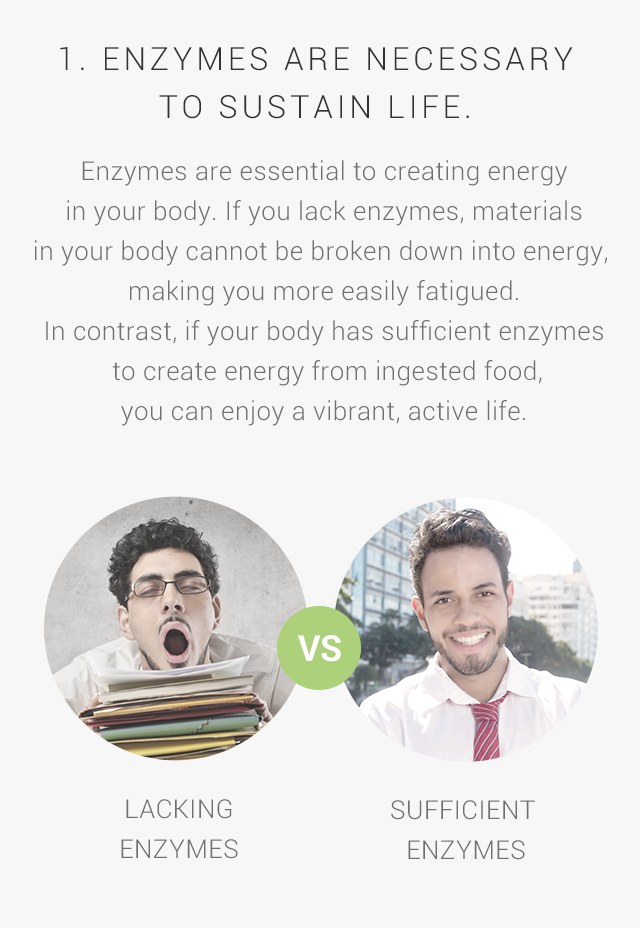 1. ENZYMES ARE NECESSARY
TO SUSTAIN LIFE.
Enzymes are essential to creating energy
in your body. If you lack enzymes, materials
in your body cannot be broken down into energy,
making you more easily fatigued.
In contrast, if your body has sufficient enzymes
to create energy from ingested food,
you can enjoy a vibrant, active life.
VS
LACKING
ENZYMES
SUFFICIENT
ENZYMES